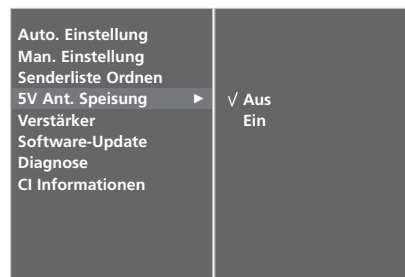 Auto. Einstellung
Man. Einstellung
Senderliste Ordnen
5V Ant. Speisung ►
Verstärker
Software-Update
Diagnose
CI Informationen
√ Aus
Ein